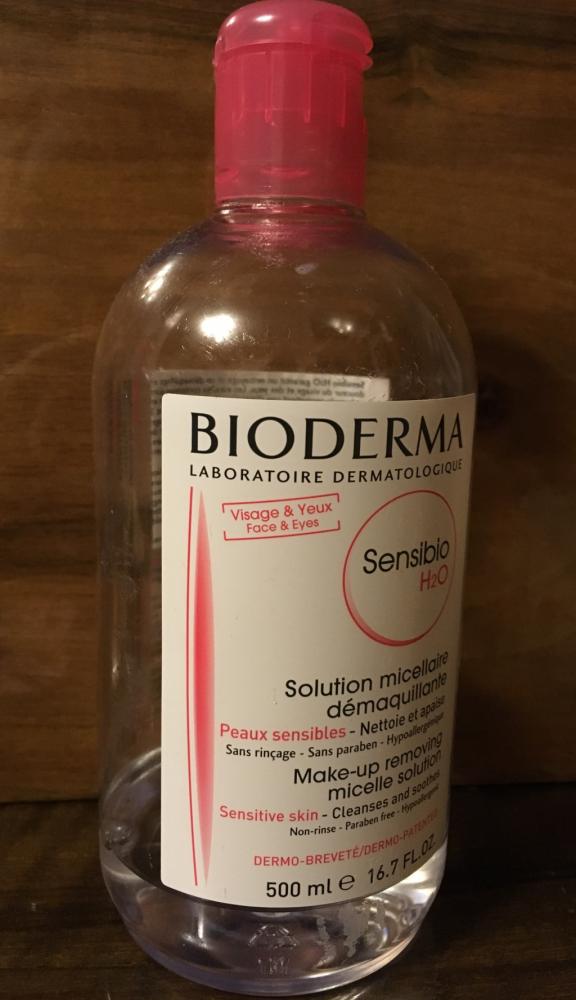 BIODERMA
LABORATOIRE DERMATOLOGIQUE
Visage & Yeux
Face & Eyes
Sensibio
H2O
Solution micellaire
démaquillante
Peaux sensibles - Nettoie et apaise
Sans rinçage - Sans paraben - Hypoallergénique
Make-up removing
micelle solution
Sensitive skin - Cleanses and soothes
Non-rinse - Paraben free - Hypoallergenic
DERMO-BREVETÉ/DERMO-PATENTED
500 ml e 16.7 FL.OZ.